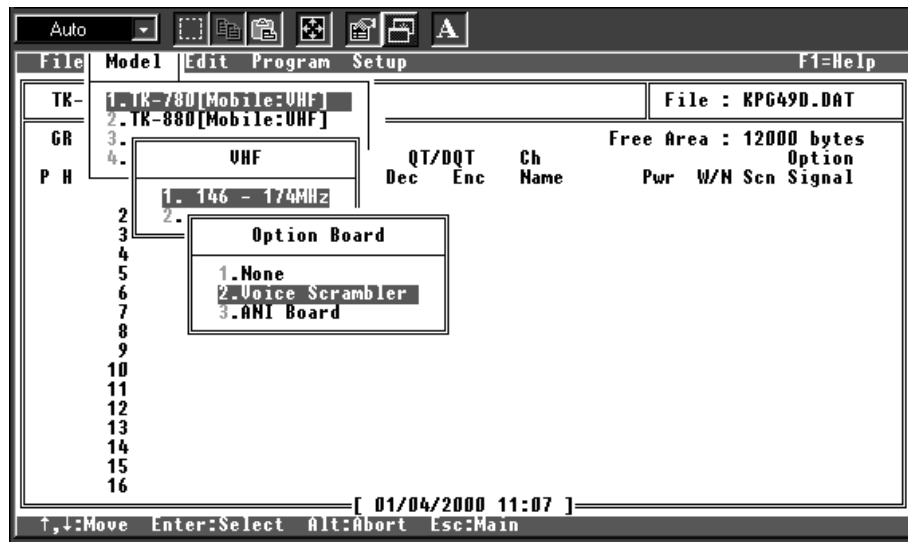 Auto A
File Model Edit Program Setup F1=Help
TK- File : KPG49D.DAT
1.TK-780[Mobile:VHF]
2.TK-880[Mobile:UHF]
GR 3. Free Area : 12000 bytes
4. VHF QT/DQT Ch Option
P H Dec Enc Name Pwr W/N Scn Signal
1. 146 - 174MHz
2 2.
3 Option Board
4
5 1.None
6 2.Voice Scrambler
7 3.ANI Board
8
9
10
11
12
13
14
15
16
[ 01/04/2000 11:07 ]
↑,↓:Move Enter:Select Alt:Abort Esc:Main